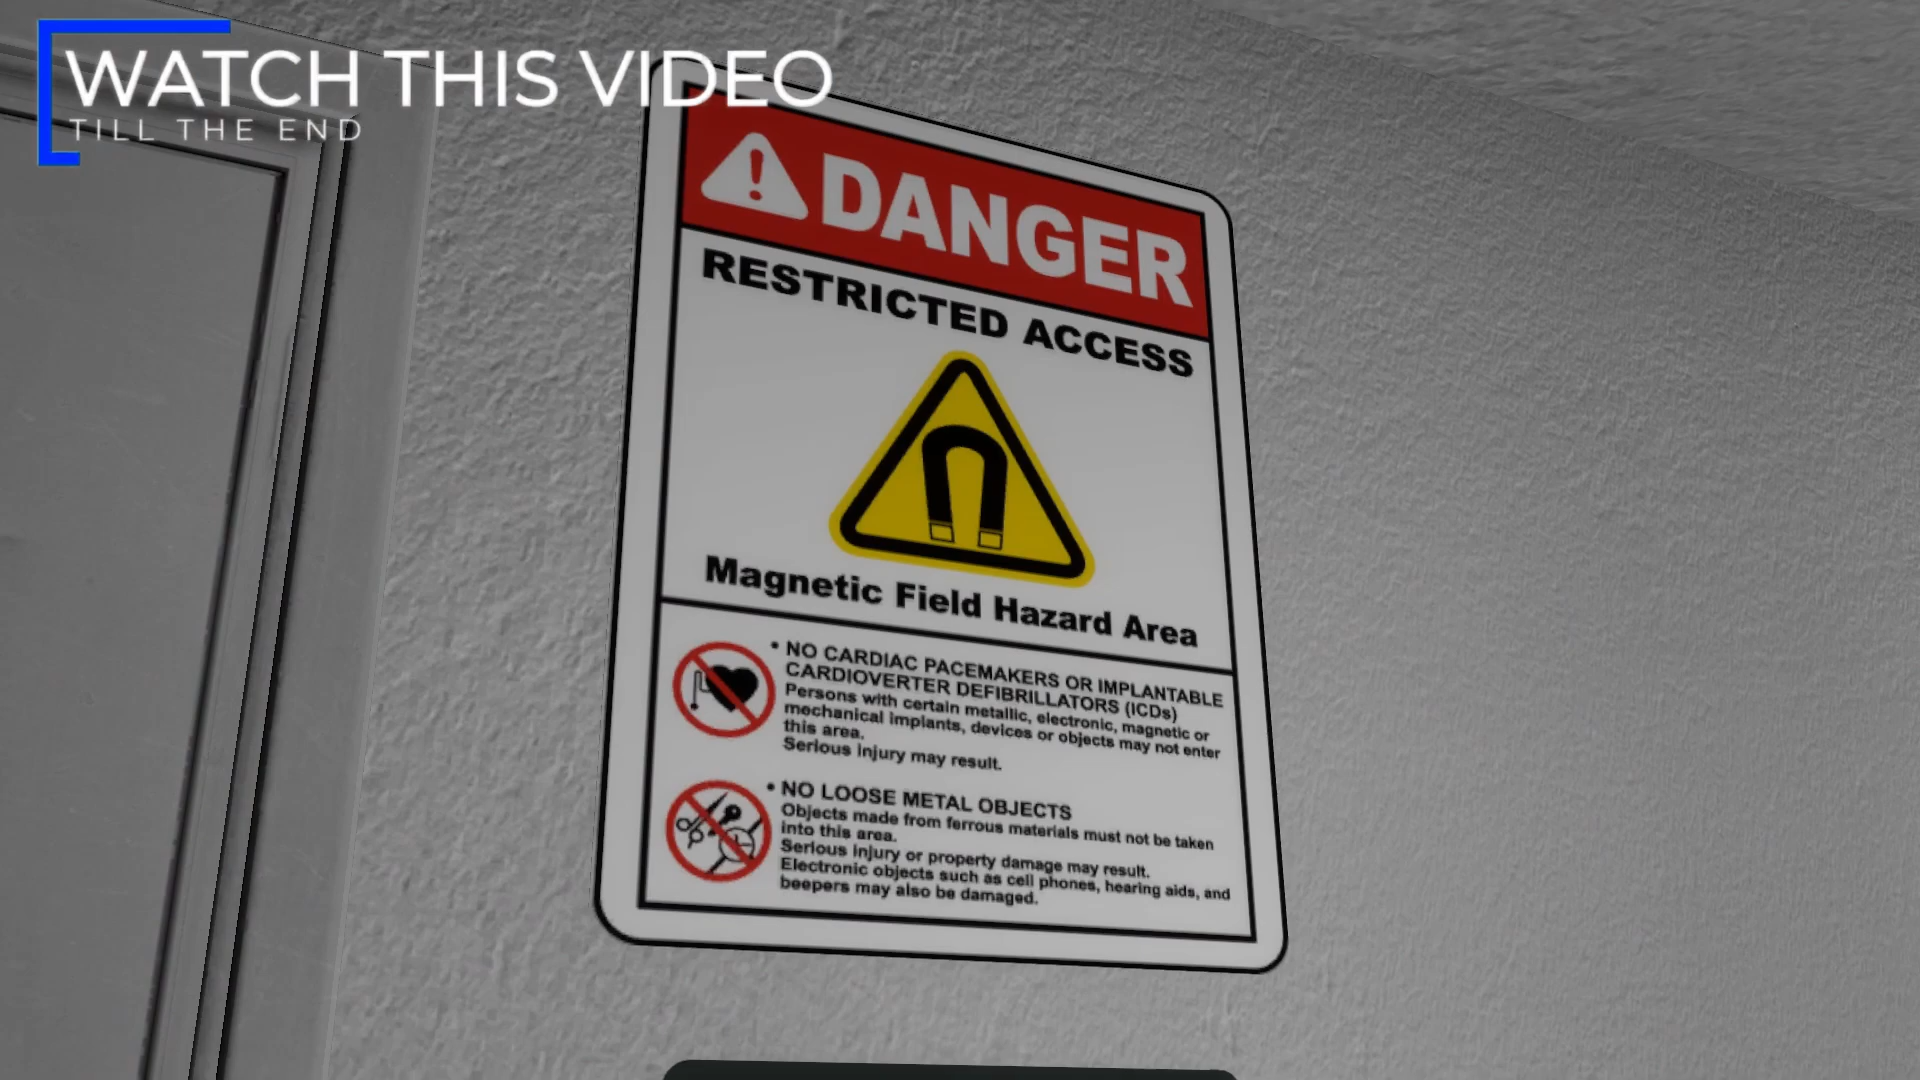 WATCH THIS VIDEO
TILL THE END
DANGER
RESTRICTED ACCESS
Magnetic Field Hazard Area
• NO CARDIAC PACEMAKERS OR IMPLANTABLE
CARDIOVERTER DEFIBRILLATORS (ICDs)
Persons with certain metallic, electronic, magnetic or
mechanical implants, devices or objects may not enter
this area.
Serious injury may result.
• NO LOOSE METAL OBJECTS
Objects made from ferrous materials must not be taken
into this area.
Serious injury or property damage may result.
Electronic objects such as cell phones, hearing aids, and
beepers may also be damaged.